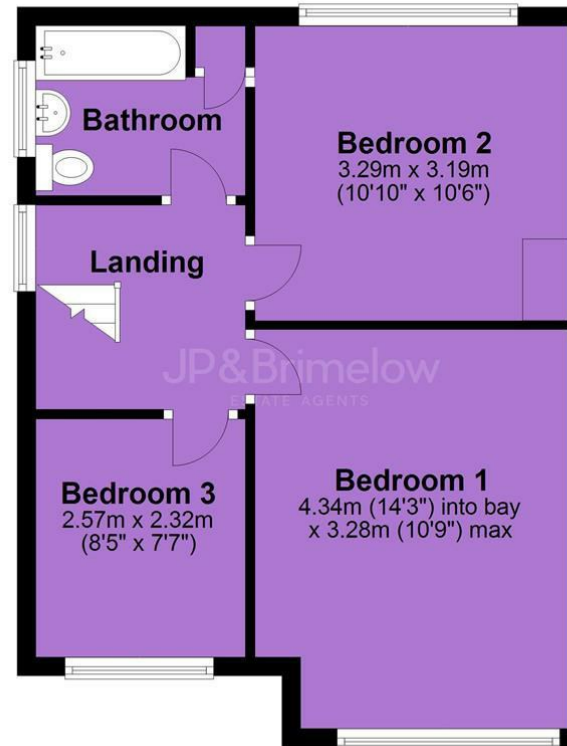 Bathroom
Bedroom 2
3.29m x 3.19m
(10'10" x 10'6")
Landing
JP&Brimelow
ESTATE AGENTS
Bedroom 3
2.57m x 2.32m
(8'5" x 7'7")
Bedroom 1
4.34m (14'3") into bay
x 3.28m (10'9") max